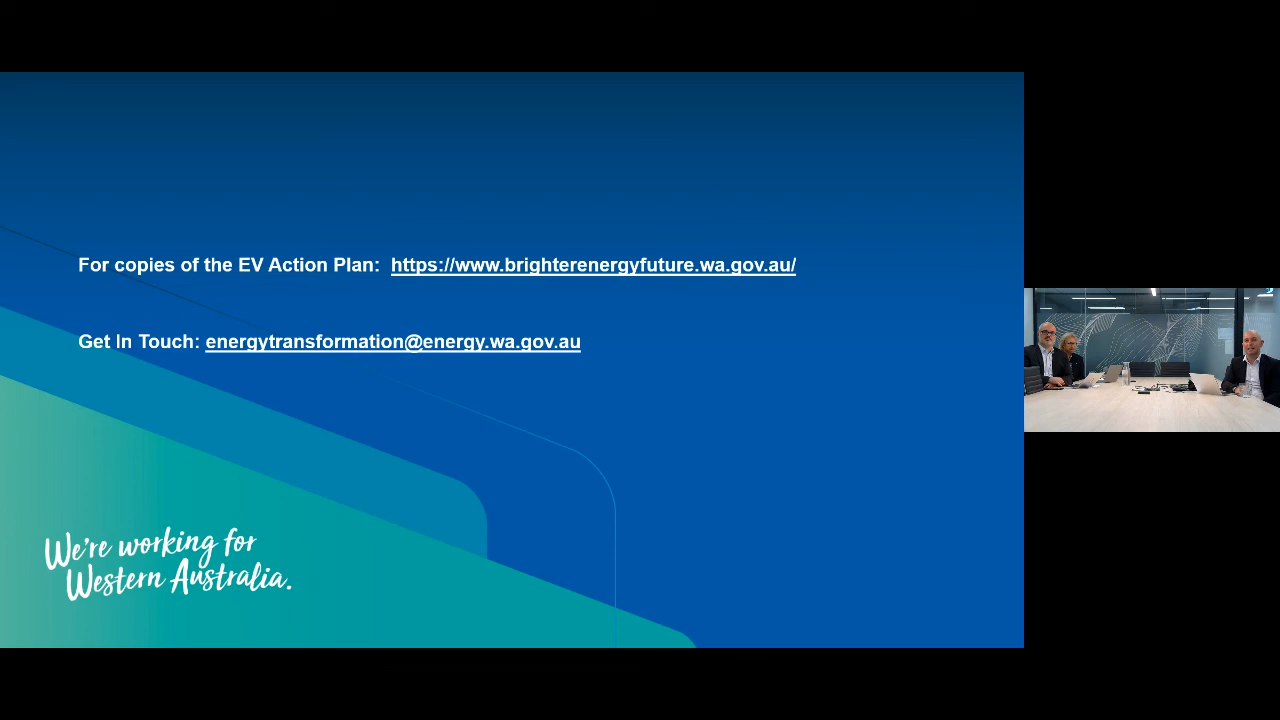 For copies of the EV Action Plan: https://www.brighterenergyfuture.wa.gov.au/
Get In Touch: energytransformation@energy.wa.gov.au
We're working for
Western Australia.